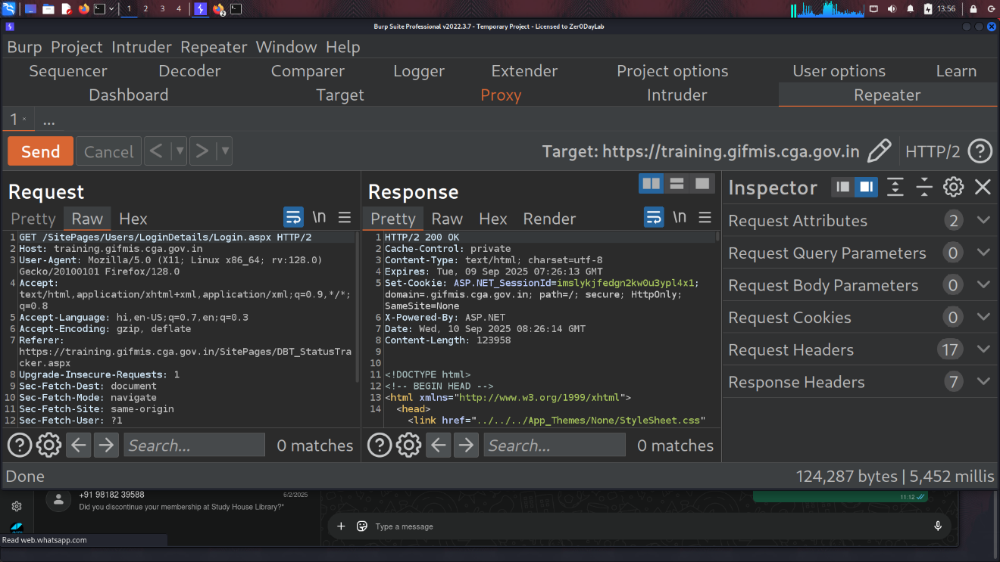 1 2 3 4
2
13:56
Burp Suite Professional v2022.3.7 - Temporary Project - Licensed to Zer0DayLab
Burp Project Intruder Repeater Window Help
Sequencer Decoder Comparer Logger Extender Project options User options Learn
Dashboard Target Proxy Intruder Repeater
1 × ...
Send Cancel < > Target: https://training.gifmis.cga.gov.in HTTP/2 ?
Request
Pretty Raw Hex \n
1 GET /SitePages/Users/LoginDetails/Login.aspx HTTP/2
2 Host: training.gifmis.cga.gov.in
3 User-Agent: Mozilla/5.0 (X11; Linux x86_64; rv:128.0)
Gecko/20100101 Firefox/128.0
4 Accept:
text/html,application/xhtml+xml,application/xml;q=0.9,*/*;
q=0.8
5 Accept-Language: hi,en-US;q=0.7,en;q=0.3
6 Accept-Encoding: gzip, deflate
7 Referer:
https://training.gifmis.cga.gov.in/SitePages/DBT_StatusTra
cker.aspx
8 Upgrade-Insecure-Requests: 1
9 Sec-Fetch-Dest: document
10 Sec-Fetch-Mode: navigate
11 Sec-Fetch-Site: same-origin
12 Sec-Fetch-User: ?1
? Search... 0 matches
Response
Pretty Raw Hex Render \n
1 HTTP/2 200 OK
2 Cache-Control: private
3 Content-Type: text/html; charset=utf-8
4 Expires: Tue, 09 Sep 2025 07:26:13 GMT
5 Set-Cookie: ASP.NET_SessionId=imslykjfedgn2kw0u3ypl4x1;
domain=.gifmis.cga.gov.in; path=/; secure; HttpOnly;
SameSite=None
6 X-Powered-By: ASP.NET
7 Date: Wed, 10 Sep 2025 08:26:14 GMT
8 Content-Length: 123958
9
10
11 <!DOCTYPE html>
12 <!-- BEGIN HEAD -->
13 <html xmlns="http://www.w3.org/1999/xhtml">
14 <head>
<link href="../../../App_Themes/None/StyleSheet.css"
? Search... 0 matches
Inspector
Request Attributes 2
Request Query Parameters 0
Request Body Parameters 0
Request Cookies 0
Request Headers 17
Response Headers 7
Done 124,287 bytes | 5,452 millis
+91 98182 39588 6/2/2025
Did you discontinue your membership at Study House Library?"
11:12
Type a message
Read web.whatsapp.com